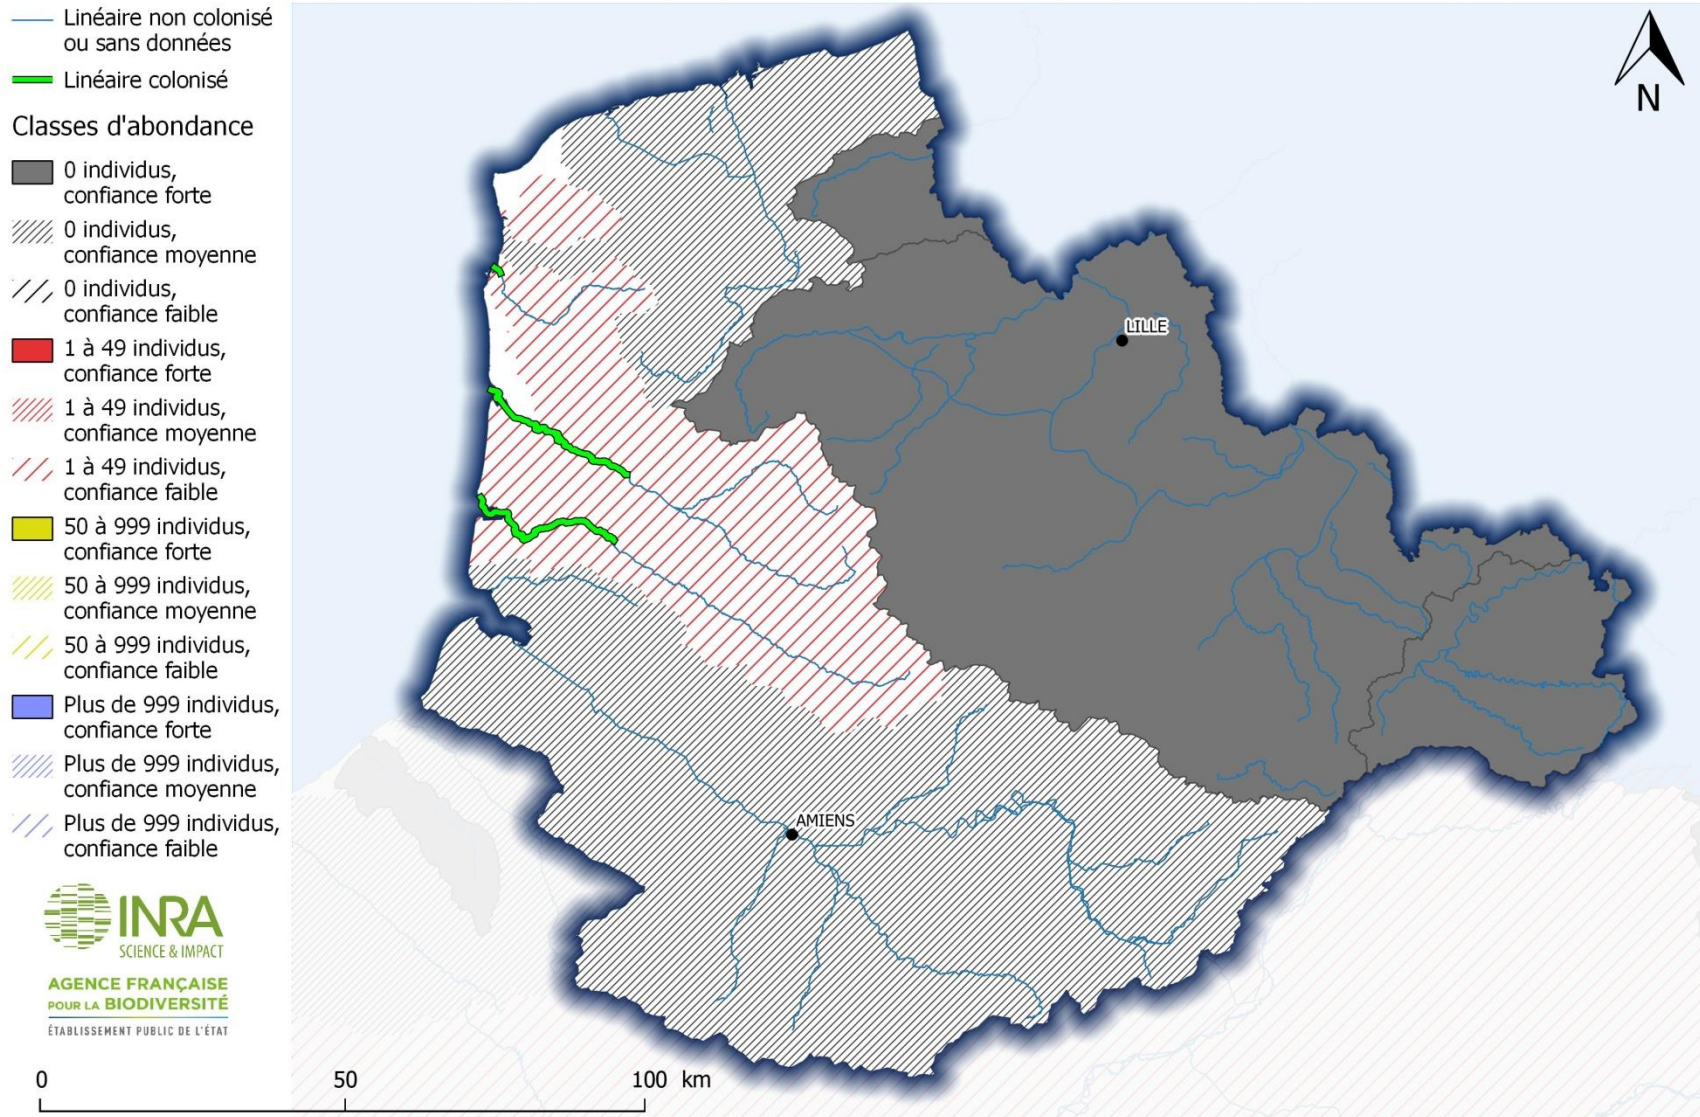 Linéaire non colonisé
ou sans données
Linéaire colonisé
Classes d'abondance
0 individus,
confiance forte
0 individus,
confiance moyenne
0 individus,
confiance faible
1 à 49 individus,
confiance forte
1 à 49 individus,
confiance moyenne
1 à 49 individus,
confiance faible
50 à 999 individus,
confiance forte
50 à 999 individus,
confiance moyenne
50 à 999 individus,
confiance faible
Plus de 999 individus,
confiance forte
Plus de 999 individus,
confiance moyenne
Plus de 999 individus,
confiance faible
INRA
SCIENCE & IMPACT
AGENCE FRANÇAISE
POUR LA BIODIVERSITÉ
ÉTABLISSEMENT PUBLIC DE L'ÉTAT
0 50 100 km
N
LILLE
AMIENS